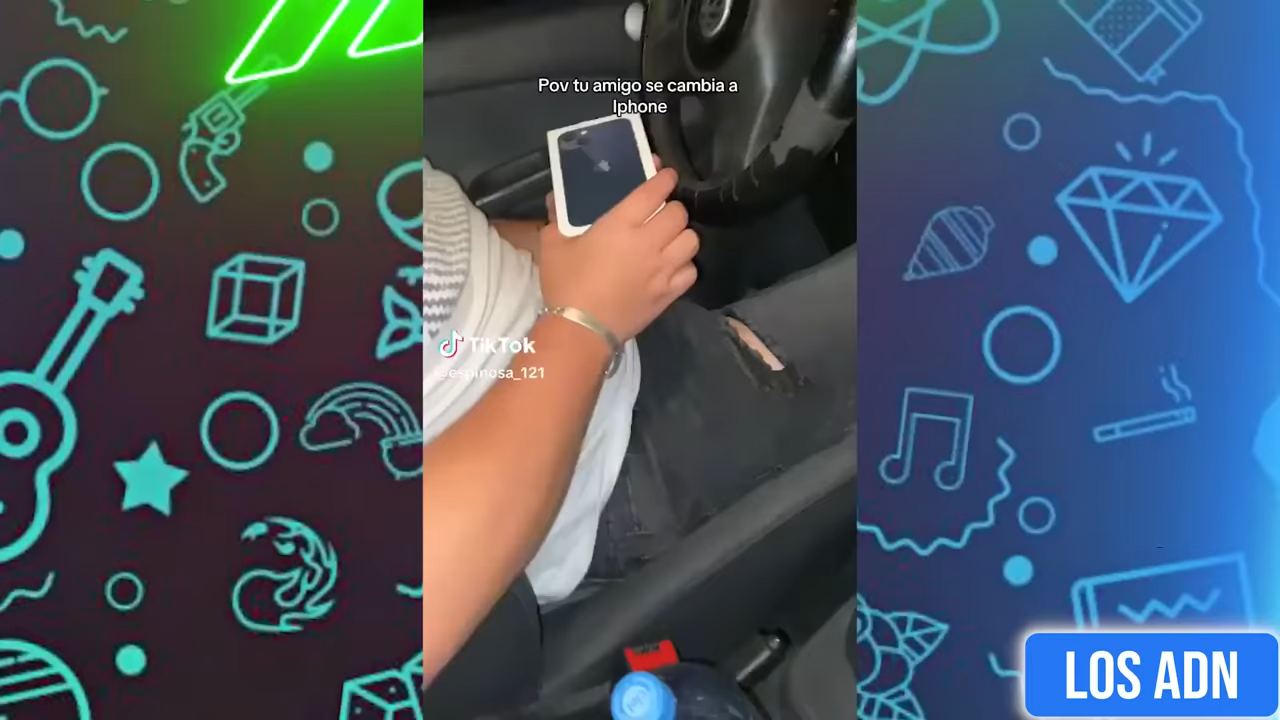 Pov tu amigo se cambia a
Iphone
TikTok
@espinosa_121
LOS ADN